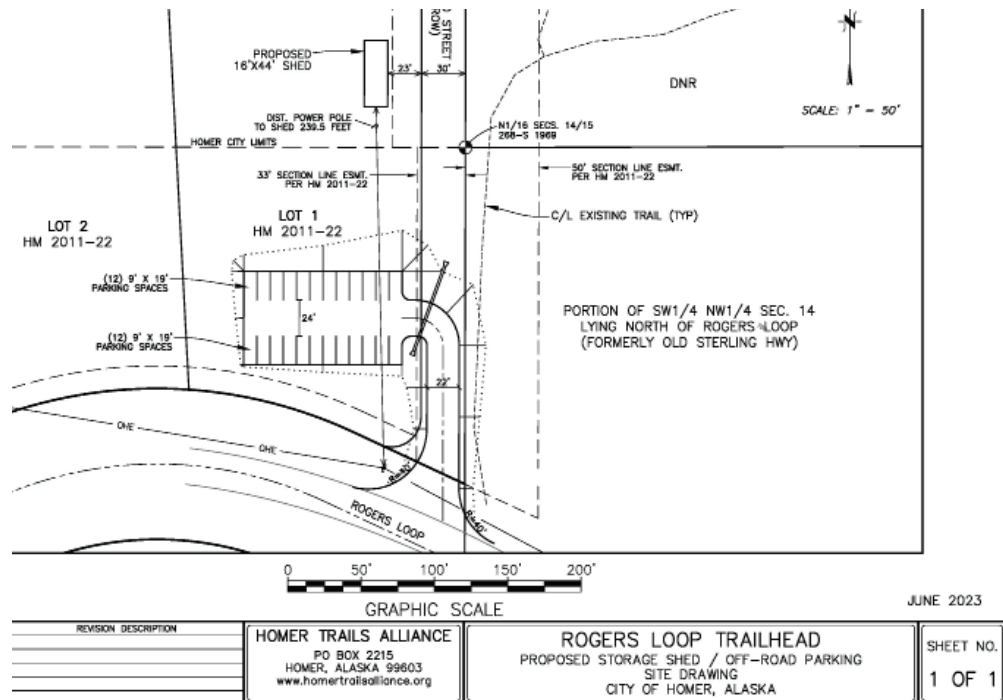 STREET
ROW)
PROPOSED
16'X44' SHED
23'
30'
N
DNR
SCALE: 1" = 50'
DIST. POWER POLE
TO SHED 239.5 FEET
N1/16 SECS. 14/15
268-S 1969
HOMER CITY LIMITS
33' SECTION LINE ESMT.
PER HM 2011-22
50' SECTION LINE ESMT.
PER HM 2011-22
C/L EXISTING TRAIL (TYP)
LOT 2
HM 2011-22
LOT 1
HM 2011-22
(12) 9' X 19'
PARKING SPACES
24'
(12) 9' X 19'
PARKING SPACES
PORTION OF SW1/4 NW1/4 SEC. 14
LYING NORTH OF ROGERS LOOP
(FORMERLY OLD STERLING HWY)
22'
OHE
OHE
R=40'
ROGERS LOOP
0 50' 100' 150' 200'
GRAPHIC SCALE
JUNE 2023
REVISION DESCRIPTION
HOMER TRAILS ALLIANCE
PO BOX 2215
HOMER, ALASKA 99603
www.homertrailsalliance.org
ROGERS LOOP TRAILHEAD
PROPOSED STORAGE SHED / OFF-ROAD PARKING
SITE DRAWING
CITY OF HOMER, ALASKA
SHEET NO.
1 OF 1